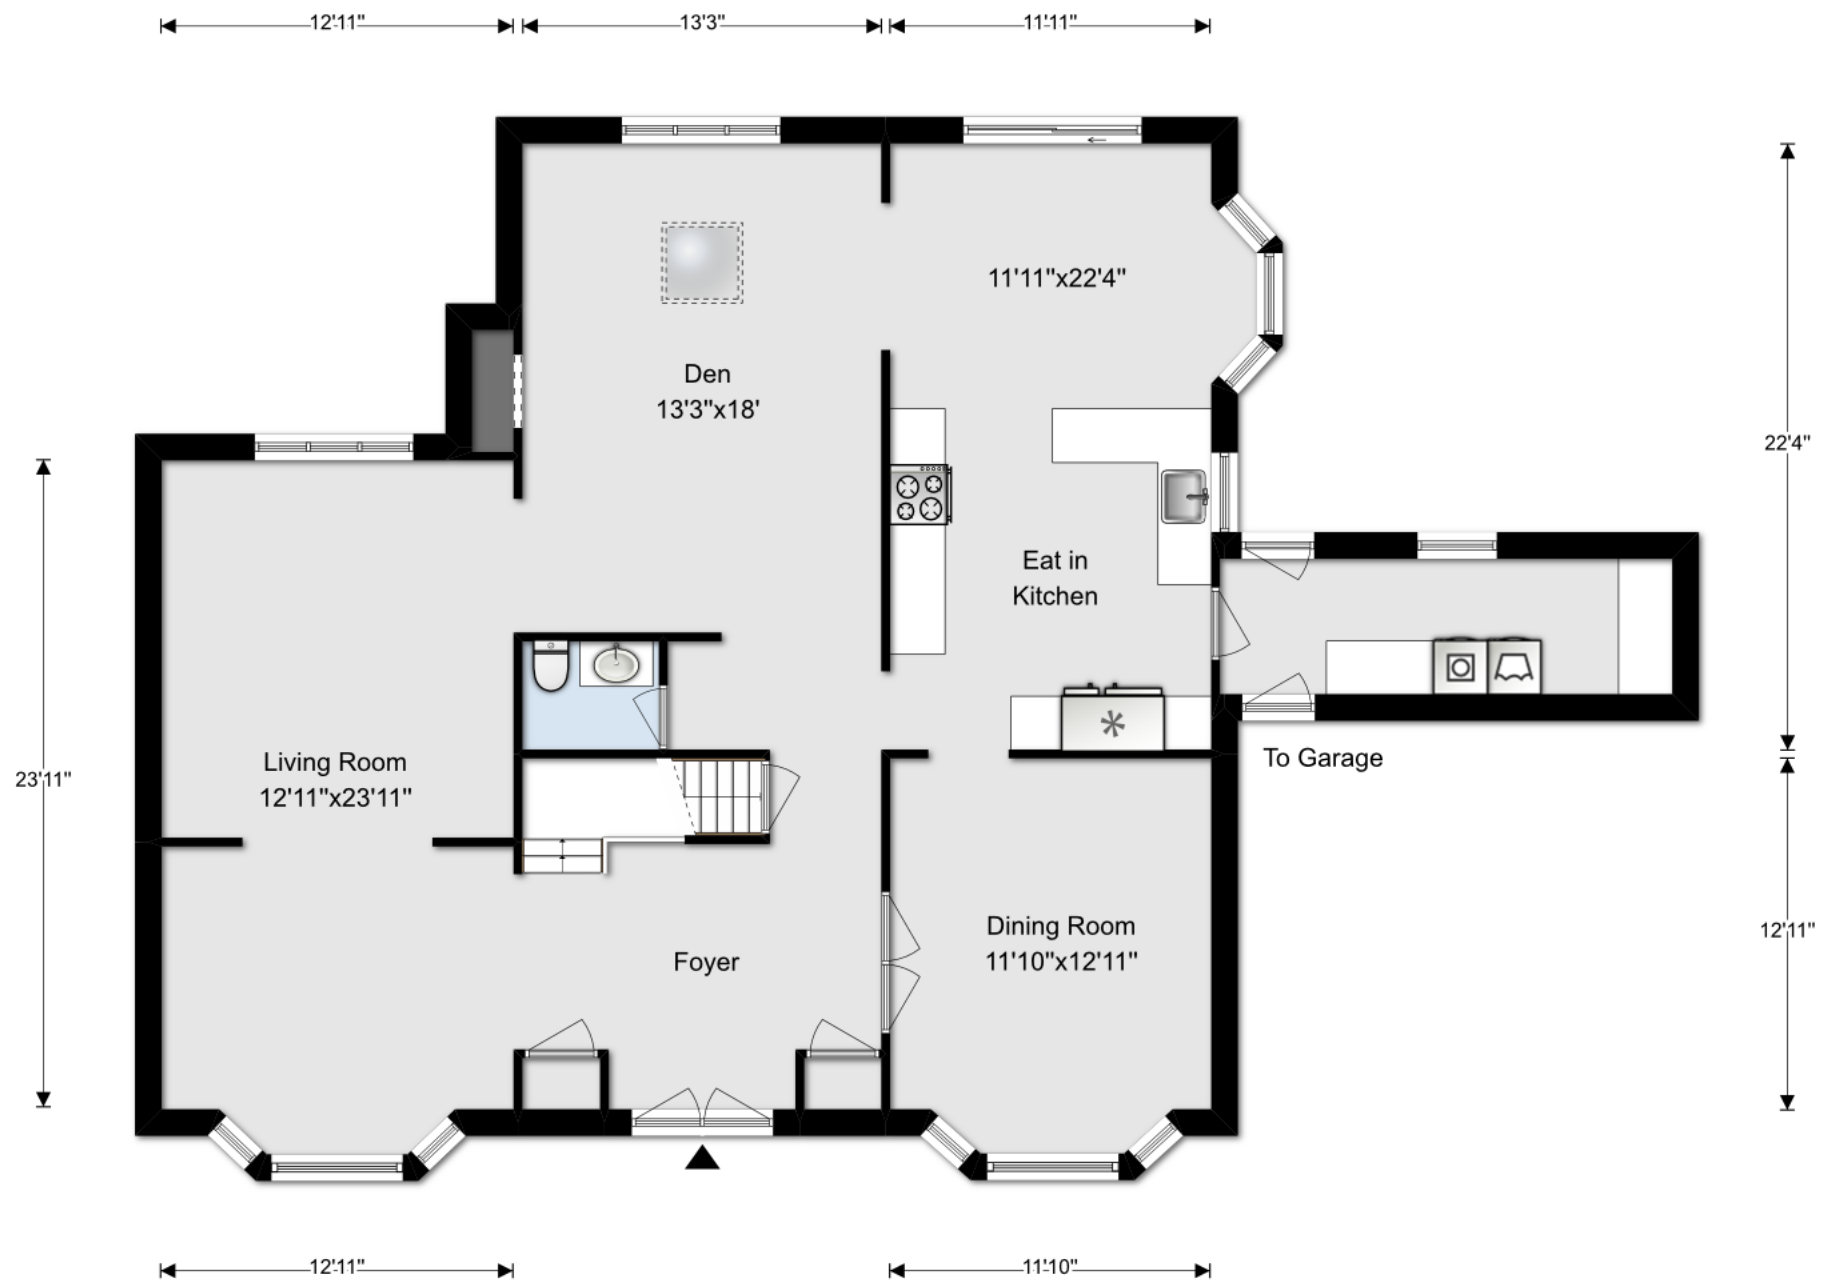 12'11"
13'3"
11'11"
11'11"x22'4"
Den
13'3"x18'
22'4"
Eat in
Kitchen
Living Room
12'11"x23'11"
23'11"
To Garage
Dining Room
11'10"x12'11"
12'11"
Foyer
12'11"
11'10"